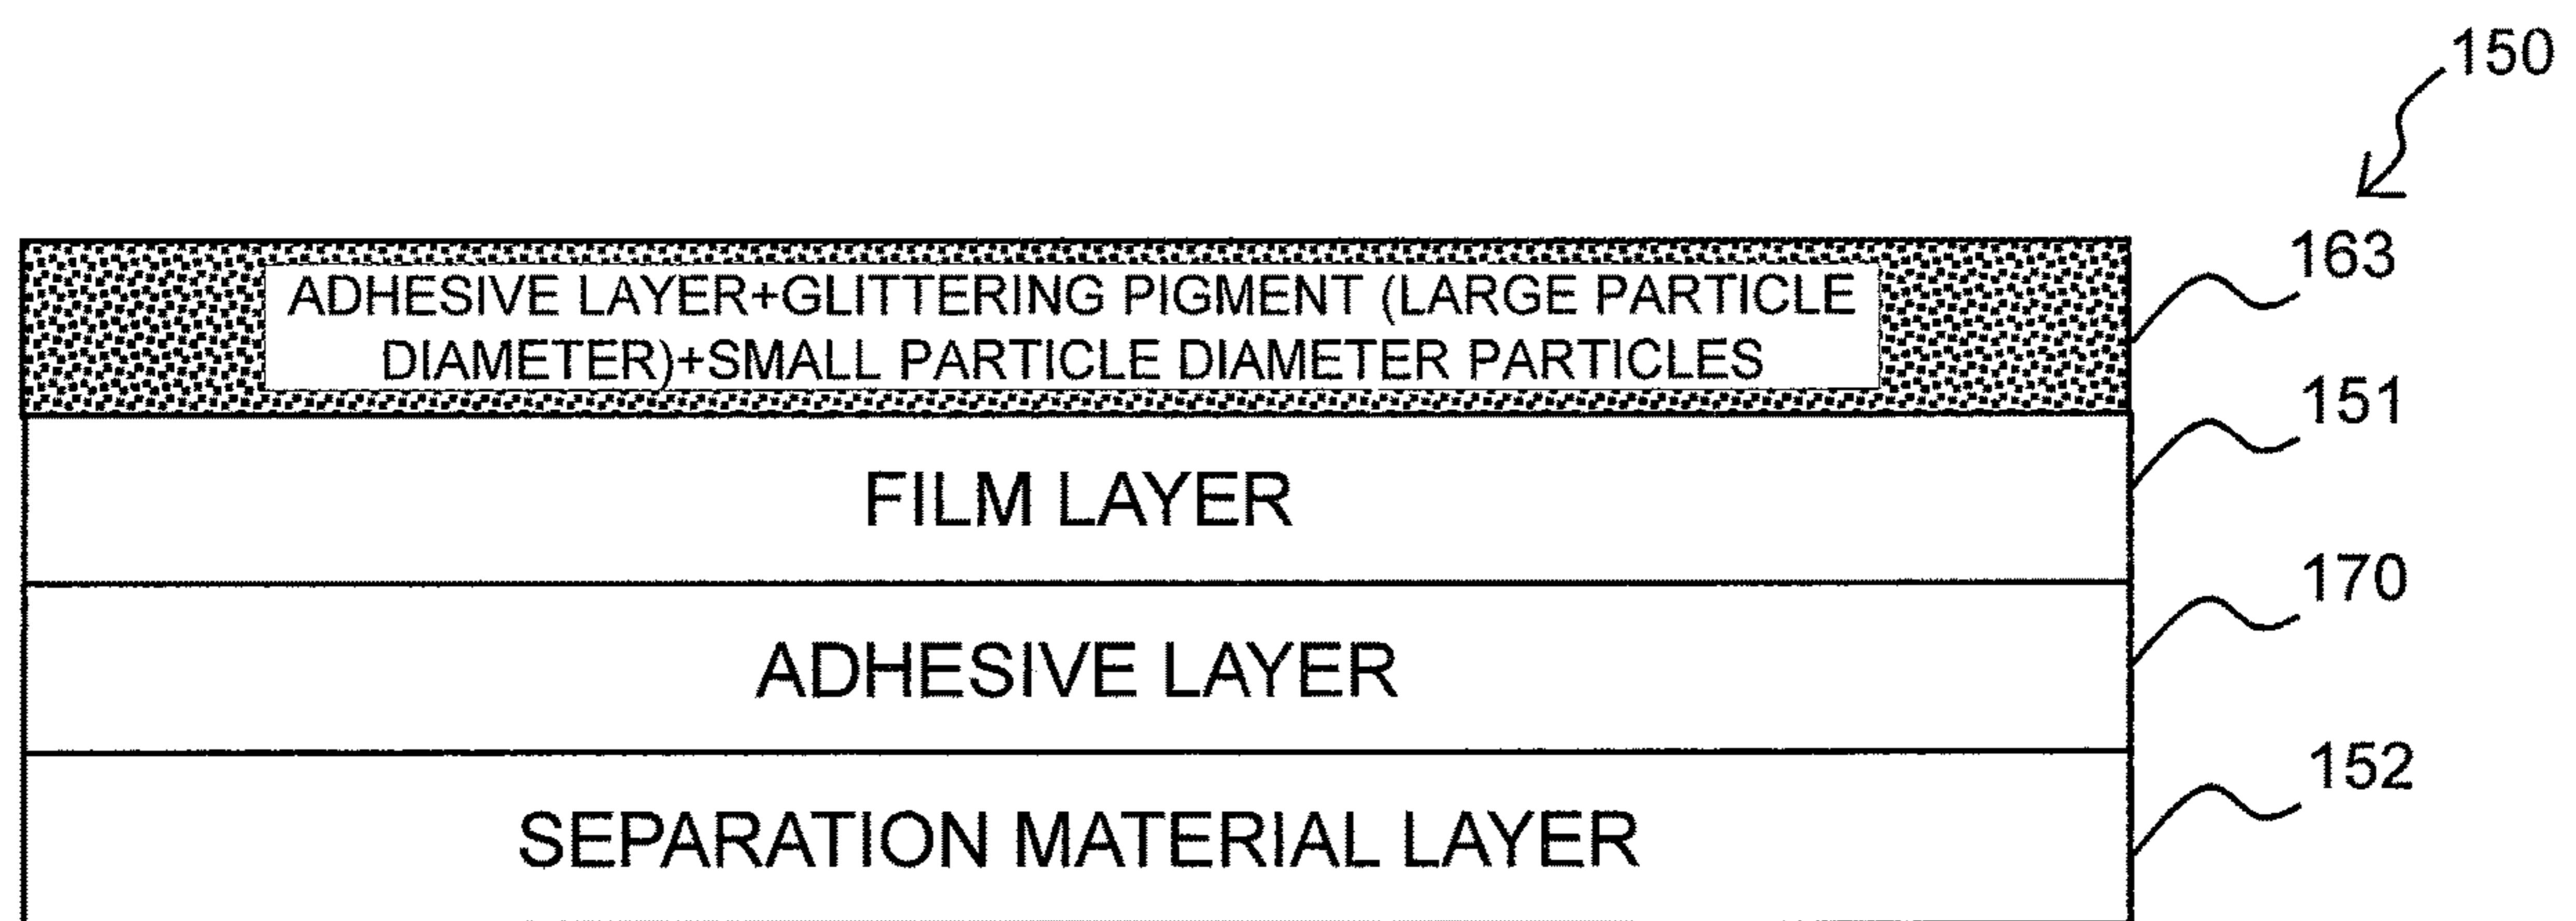 150
163
ADHESIVE LAYER+GLITTERING PIGMENT (LARGE PARTICLE
DIAMETER)+SMALL PARTICLE DIAMETER PARTICLES
151
FILM LAYER
170
ADHESIVE LAYER
152
SEPARATION MATERIAL LAYER